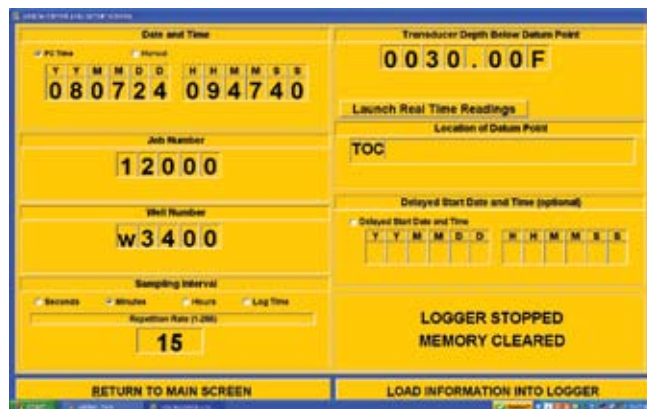 Date and Time
PC Time Manual
Y Y M M D D H H M M S S
080724 094740
Job Number
12000
Well Number
w3400
Sampling Interval
Seconds Minutes Hours Log Time
Repetition Rate (1-255)
15
RETURN TO MAIN SCREEN
Transducer Depth Below Datum Point
0030.00F
Launch Real Time Readings
Location of Datum Point
TOC
Delayed Start Date and Time (optional)
Delayed Start Date and Time
Y Y M M D D H H M M S S
LOGGER STOPPED
MEMORY CLEARED
LOAD INFORMATION INTO LOGGER